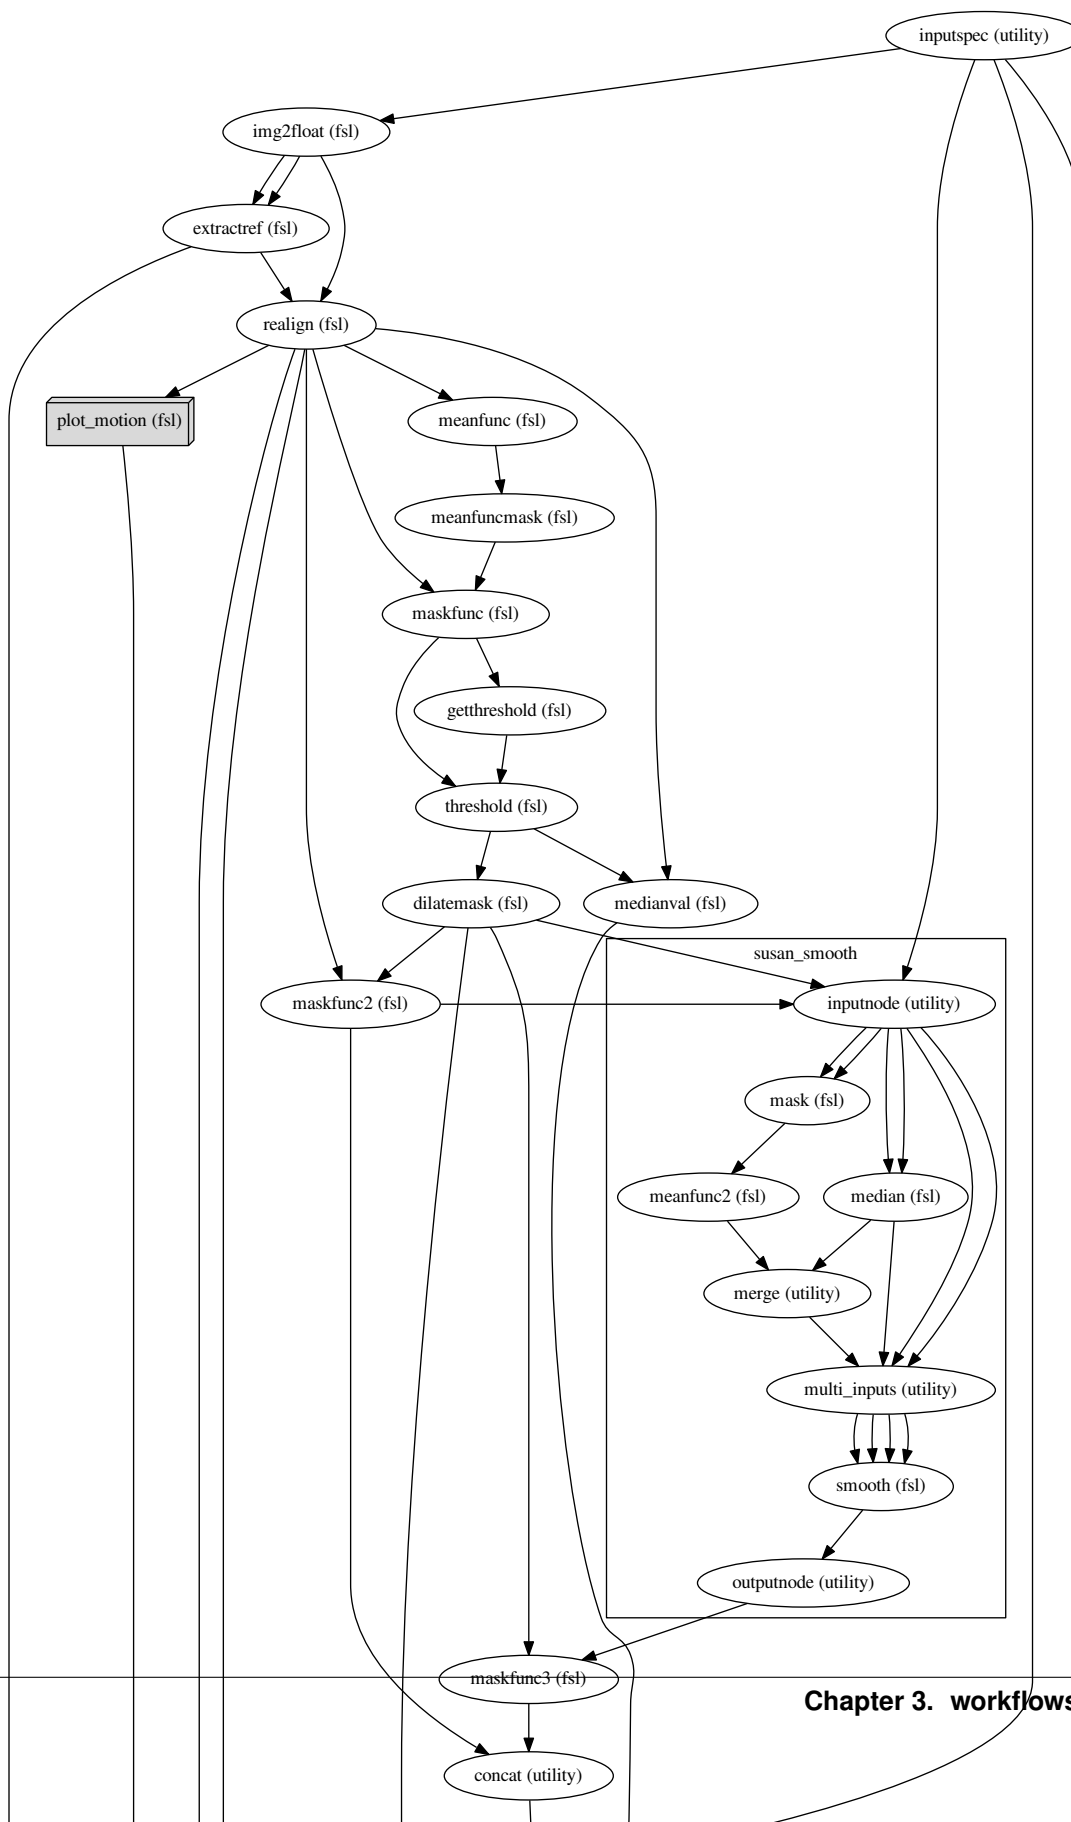 inputspec (utility)
img2float (fsl)
extractref (fsl)
realign (fsl)
plot_motion (fsl)
meanfunc (fsl)
meanfuncmask (fsl)
maskfunc (fsl)
getthreshold (fsl)
threshold (fsl)
dilatemask (fsl)
medianval (fsl)
susan_smooth
maskfunc2 (fsl)
inputnode (utility)
mask (fsl)
meanfunc2 (fsl)
median (fsl)
merge (utility)
multi_inputs (utility)
smooth (fsl)
outputnode (utility)
maskfunc3 (fsl)
Chapter 3. workflows
concat (utility)